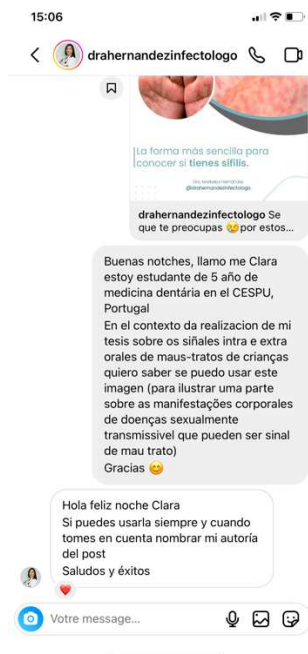 15:06
drahernandezinfectologo
La forma más sencilla para
conocer si tienes sífilis.
@drahernandezinfectologo
drahernandezinfectologo Se
que te preocupas 😢por estos...
Buenas notches, llamo me Clara
estoy estudante de 5 año de
medicina dentária en el CESPU,
Portugal
En el contexto da realizacion de mi
tesis sobre os siñales intra e extra
orales de maus-tratos de crianças
quiero saber se puedo usar este
imagen (para ilustrar uma parte
sobre as manifestações corporales
de doenças sexualmente
transmissivel que pueden ser sinal
de mau trato)
Gracias 😊
Hola feliz noche Clara
Si puedes usarla siempre y cuando
tomes en cuenta nombrar mi autoría
del post
Saludos y éxitos
Votre message...